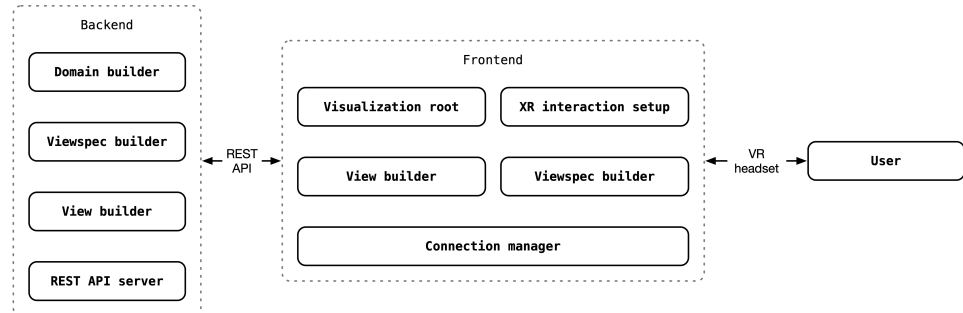 Backend
Domain builder
Viewspec builder
View builder
REST API server
REST
API
Frontend
Visualization root
XR interaction setup
View builder
Viewspec builder
Connection manager
VR
headset
User